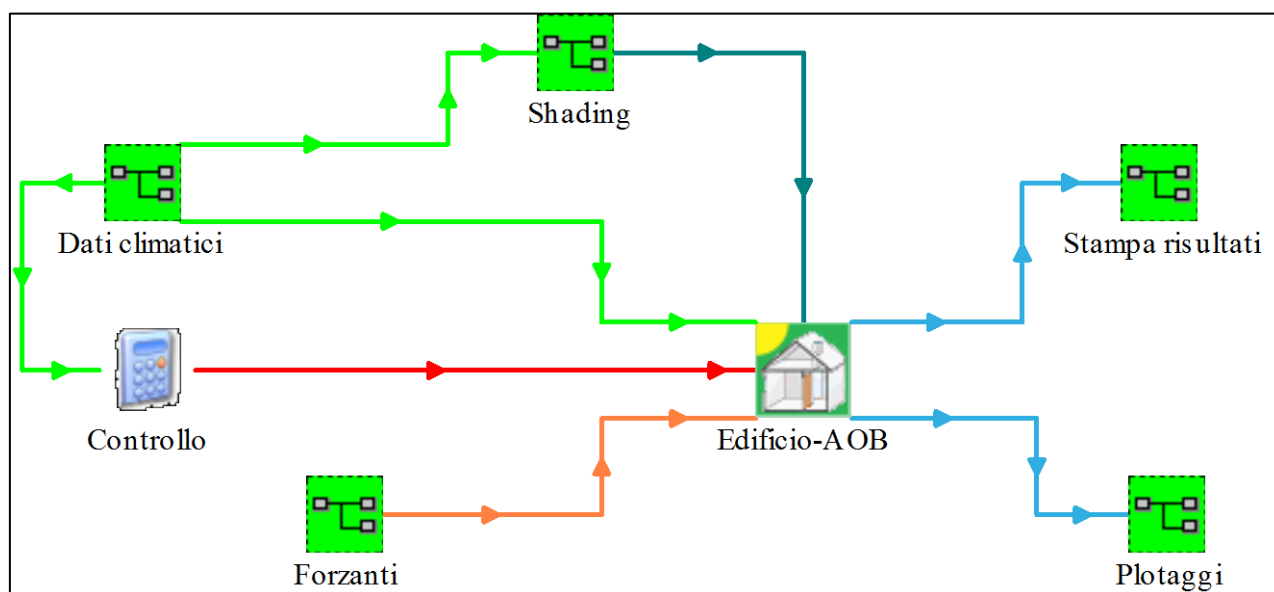 Shading
Dati climatici
Stampa risultati
Controllo
Edificio-AOB
Forzanti
Plotaggi